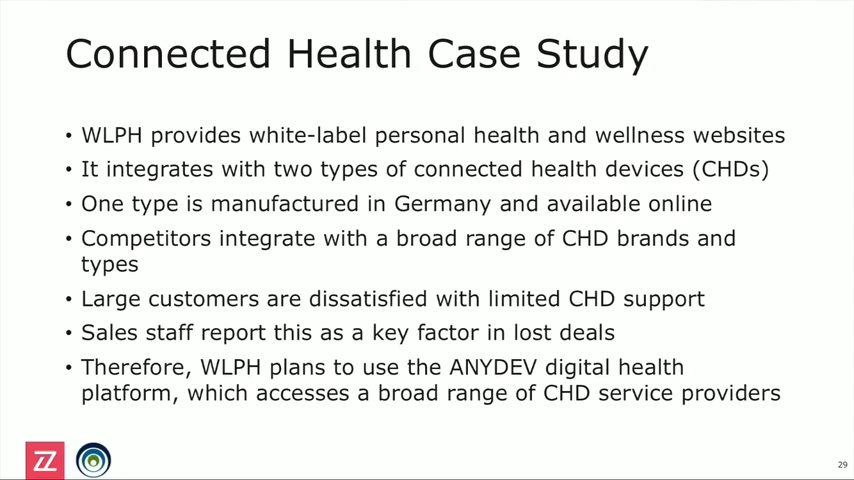 Connected Health Case Study
• WLPH provides white-label personal health and wellness websites
• It integrates with two types of connected health devices (CHDs)
• One type is manufactured in Germany and available online
• Competitors integrate with a broad range of CHD brands and
types
• Large customers are dissatisfied with limited CHD support
• Sales staff report this as a key factor in lost deals
• Therefore, WLPH plans to use the ANYDEV digital health
platform, which accesses a broad range of CHD service providers
ZZ
29